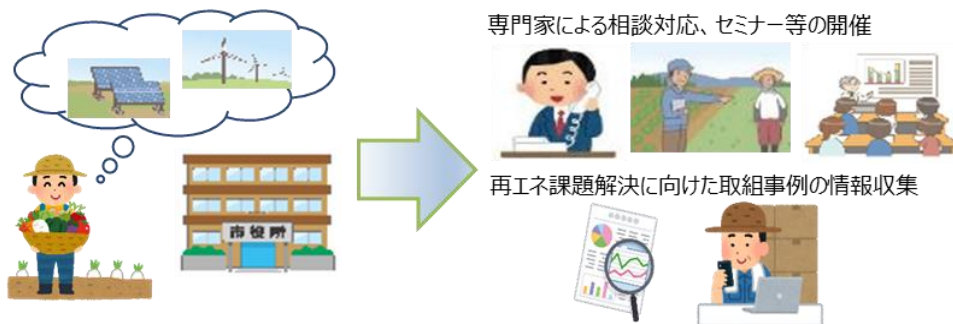 専門家による相談対応、セミナー等の開催
市役所
再エネ課題解決に向けた取組事例の情報収集